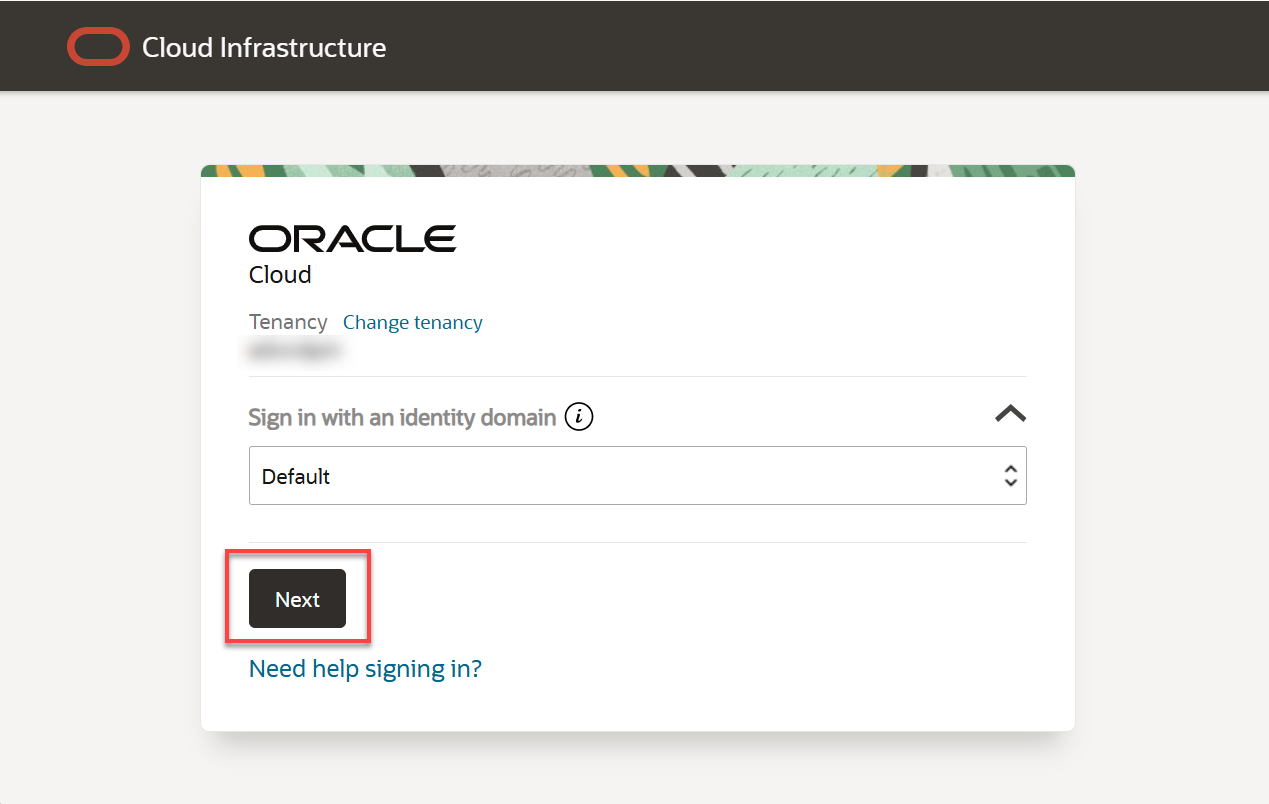 Cloud Infrastructure
ORACLE
Cloud
Tenancy Change tenancy
Sign in with an identity domain i
Default
Next
Need help signing in?